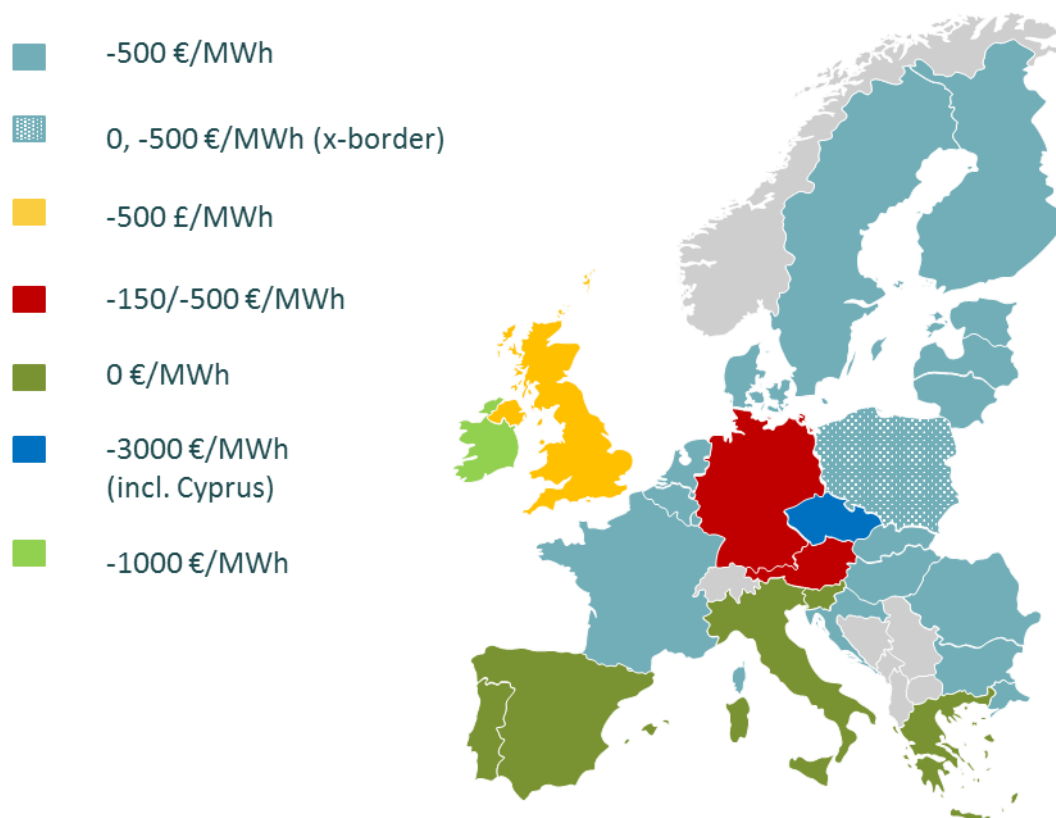 -500 €/MWh
0, -500 €/MWh (x-border)
-500 £/MWh
-150/-500 €/MWh
0 €/MWh
-3000 €/MWh
(incl. Cyprus)
-1000 €/MWh